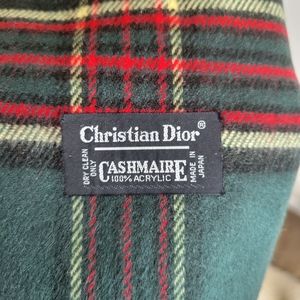 Christian Dior®
DRY CLEAN
ONLY
CASHMAIRE
100% ACRYLIC
MADE IN
JAPAN